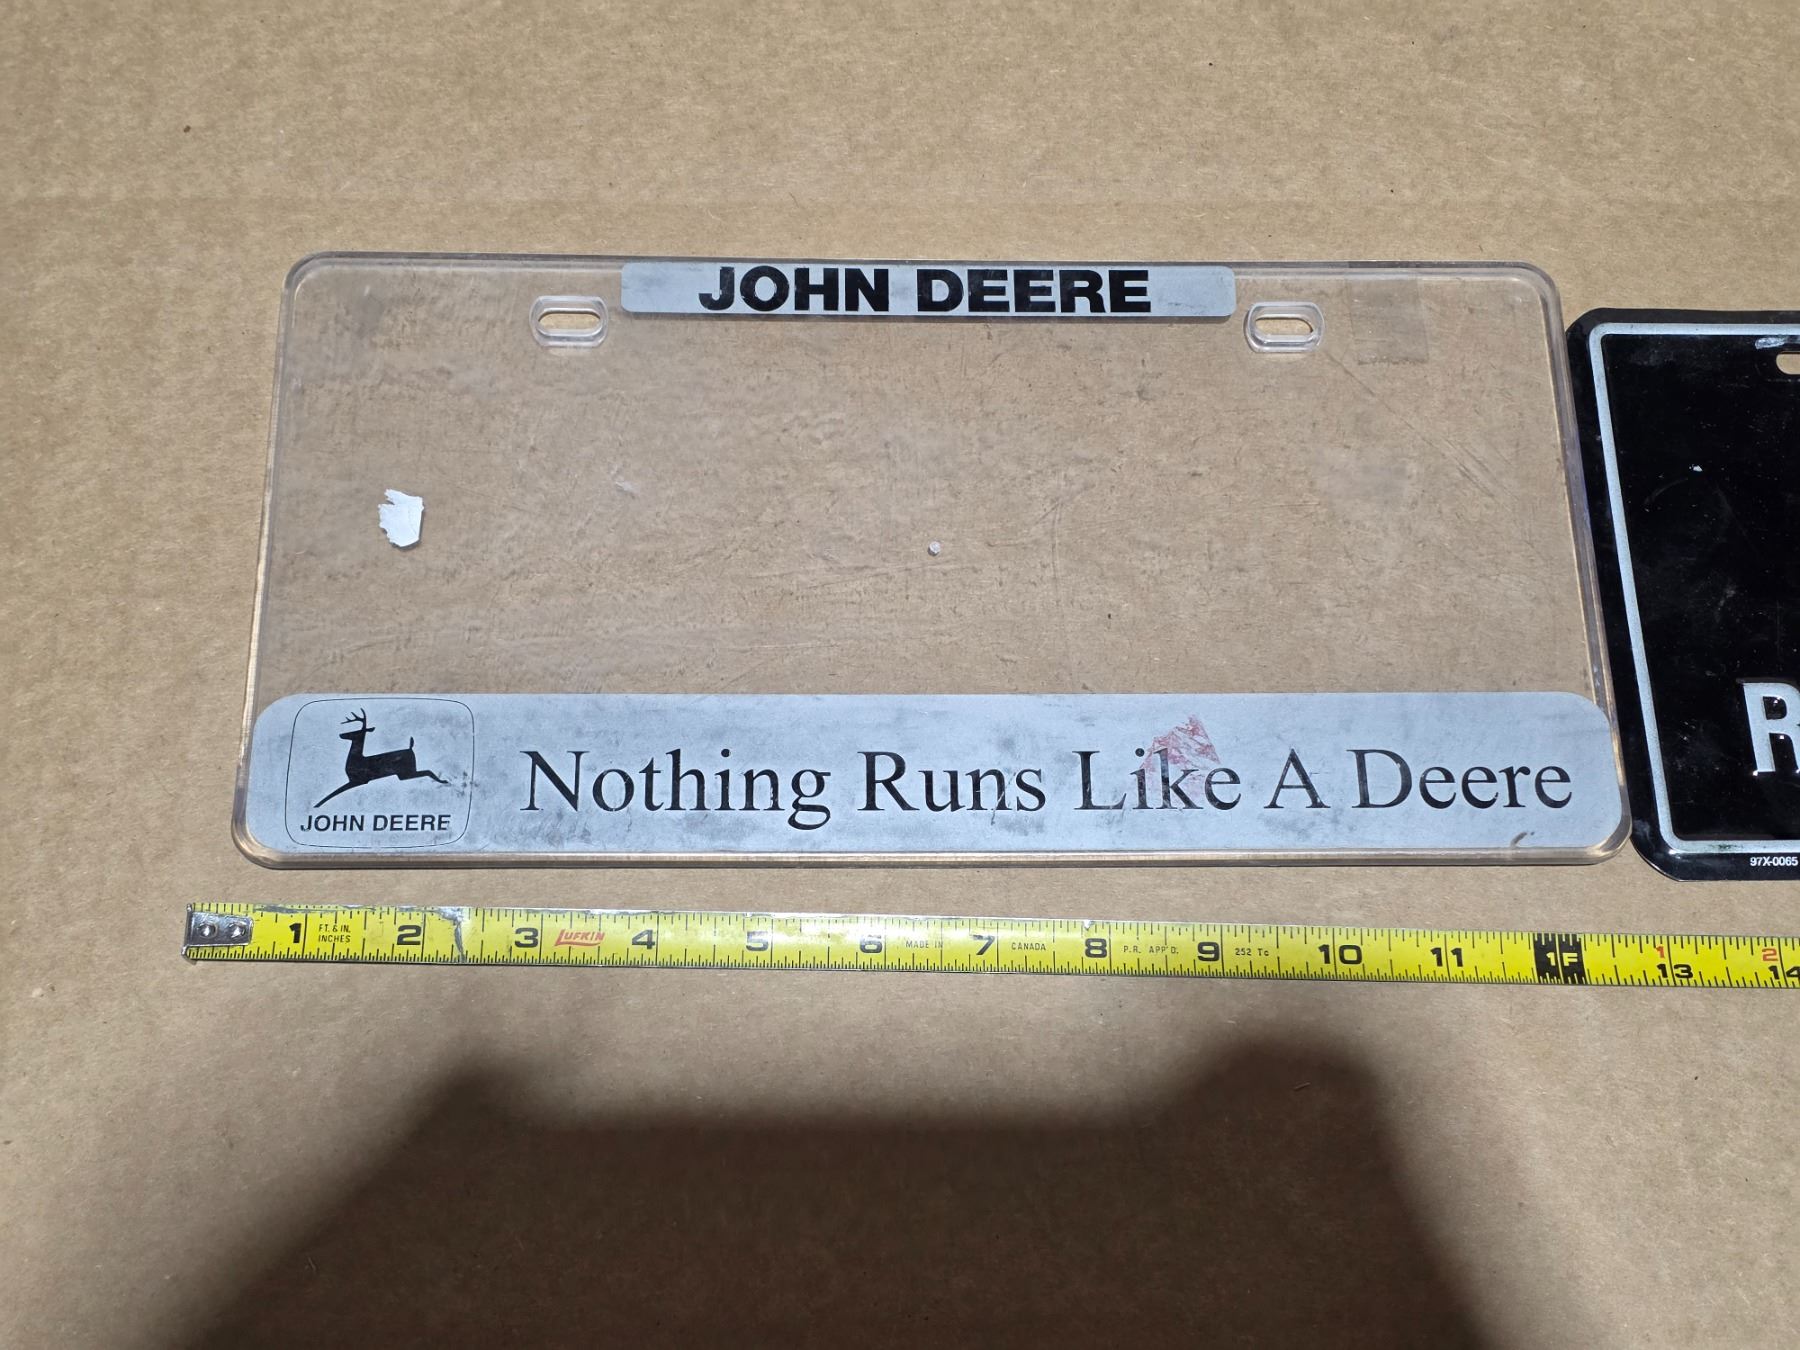 JOHN DEERE
JOHN DEERE
Nothing Runs Like A Deere
R
97X-0065
1 FT. & IN. INCHES 2 3 LUFKIN 4 5 6 MADE IN 7 CANADA 8 P.R. APP'D. 9 252 Tc 10 11 1F 1 13 2 14